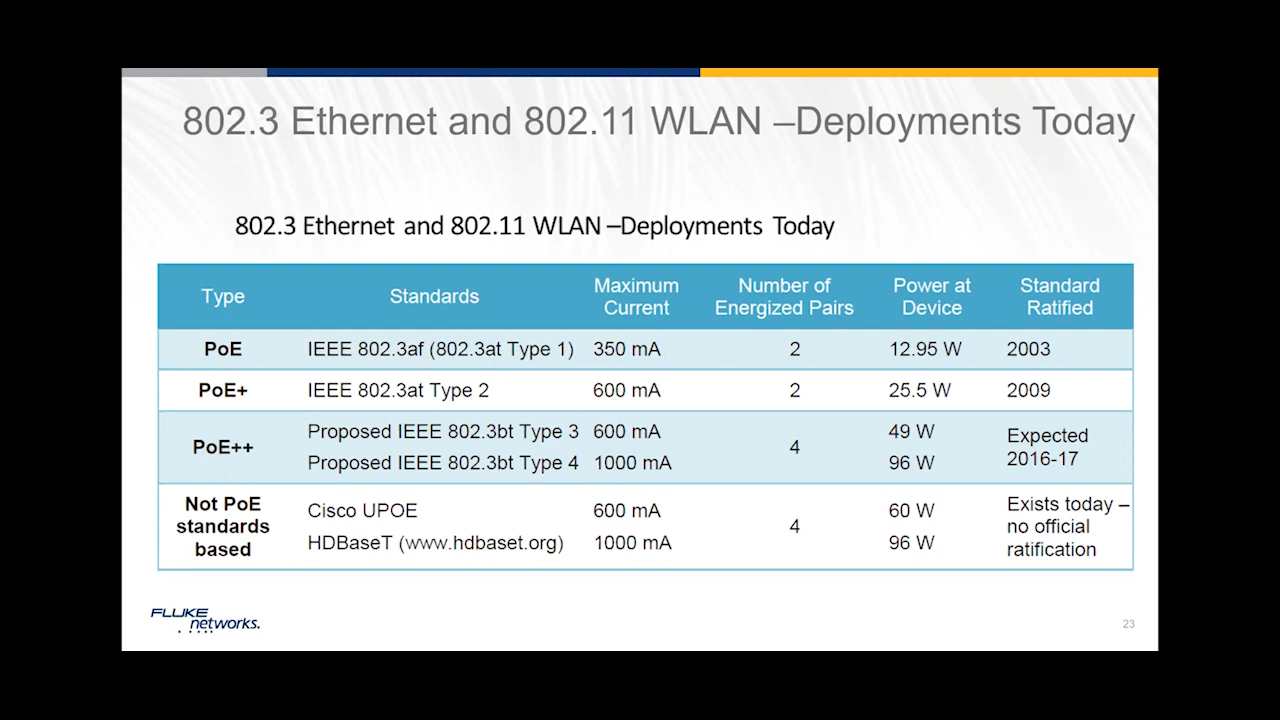 802.3 Ethernet and 802.11 WLAN –Deployments Today
802.3 Ethernet and 802.11 WLAN –Deployments Today
Type Standards Maximum Current Number of Energized Pairs Power at Device Standard Ratified
PoE IEEE 802.3af (802.3at Type 1) 350 mA 2 12.95 W 2003
PoE+ IEEE 802.3at Type 2 600 mA 2 25.5 W 2009
PoE++ Proposed IEEE 802.3bt Type 3 600 mA 4 49 W Expected 2016-17
Proposed IEEE 802.3bt Type 4 1000 mA 96 W
Not PoE standards based Cisco UPOE 600 mA 4 60 W Exists today – no official ratification
HDBaseT (www.hdbaset.org) 1000 mA 96 W
FLUKE networks.
23